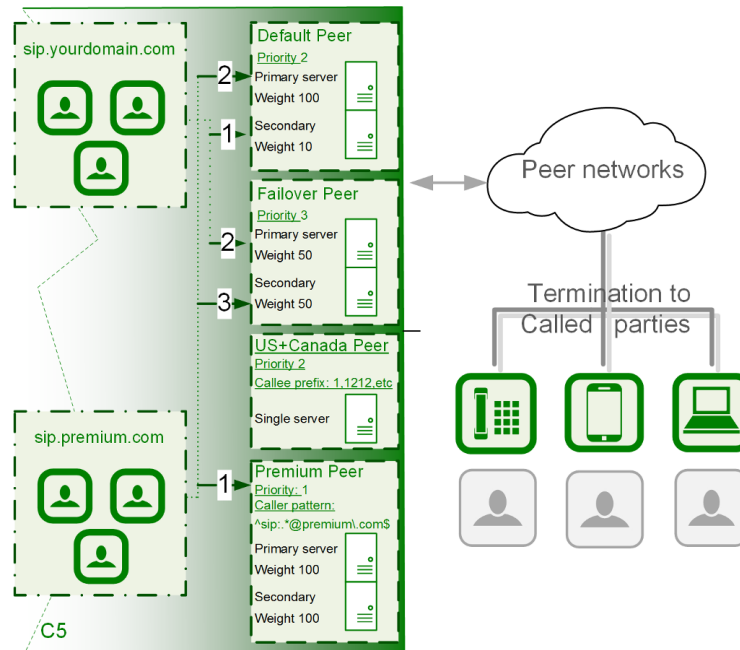 sip.yourdomain.com
Default Peer
Priority 2
Primary server
Weight 100
Secondary
Weight 10
2
1
Failover Peer
Priority 3
Primary server
Weight 50
Secondary
Weight 50
2
3
US+Canada Peer
Priority 2
Callee prefix: 1,1212,etc
Single server
sip.premium.com
Premium Peer
Priority: 1
Caller pattern:
^sip:.*@premium\.com$
Primary server
Weight 100
Secondary
Weight 100
1
C5
Peer networks
Termination to
Called parties